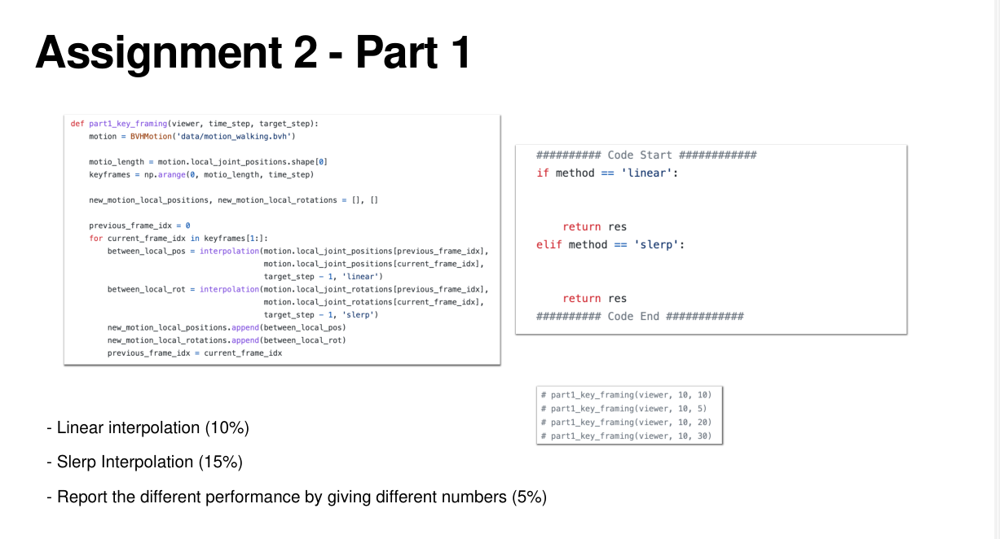 Assignment 2 - Part 1
def part1_key_framing(viewer, time_step, target_step):
    motion = BVHMotion('data/motion_walking.bvh')
    motio_length = motion.local_joint_positions.shape[0]
    keyframes = np.arange(0, motio_length, time_step)
    new_motion_local_positions, new_motion_local_rotations = [], []
    previous_frame_idx = 0
    for current_frame_idx in keyframes[1:]:
        between_local_pos = interpolation(motion.local_joint_positions[previous_frame_idx],
                                          motion.local_joint_positions[current_frame_idx],
                                          target_step - 1, 'linear')
        between_local_rot = interpolation(motion.local_joint_rotations[previous_frame_idx],
                                          motion.local_joint_rotations[current_frame_idx],
                                          target_step - 1, 'slerp')
        new_motion_local_positions.append(between_local_pos)
        new_motion_local_rotations.append(between_local_rot)
        previous_frame_idx = current_frame_idx
########## Code Start ############
if method == 'linear':
    return res
elif method == 'slerp':
    return res
########## Code End ############
# part1_key_framing(viewer, 10, 10)
# part1_key_framing(viewer, 10, 5)
# part1_key_framing(viewer, 10, 20)
# part1_key_framing(viewer, 10, 30)
- Linear interpolation (10%)
- Slerp Interpolation (15%)
- Report the different performance by giving different numbers (5%)